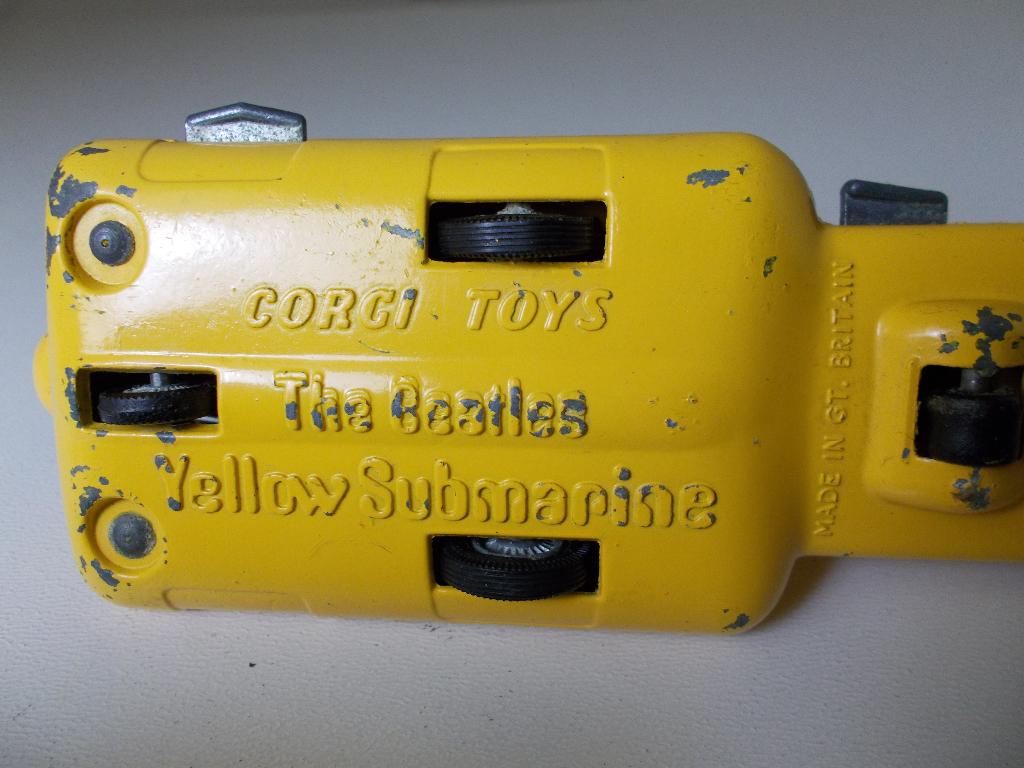 CORGI TOYS
The Beatles
Yellow Submarine
MADE IN GT. BRITAIN